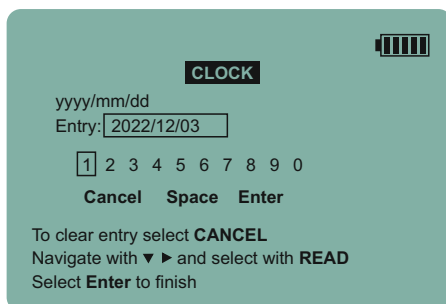 CLOCK
yyyy/mm/dd
Entry: 2022/12/03
1 2 3 4 5 6 7 8 9 0
Cancel Space Enter
To clear entry select CANCEL
Navigate with ▼ ► and select with READ
Select Enter to finish